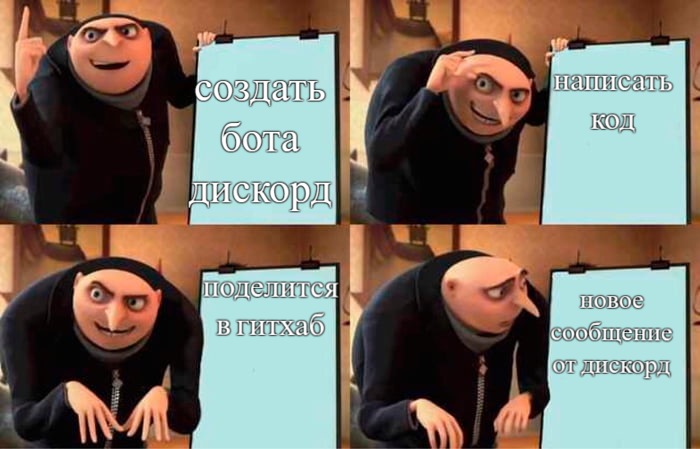 создать
бота
дискорд
написать
код
поделится
в гитхаб
новое
сообщение
от дискорд